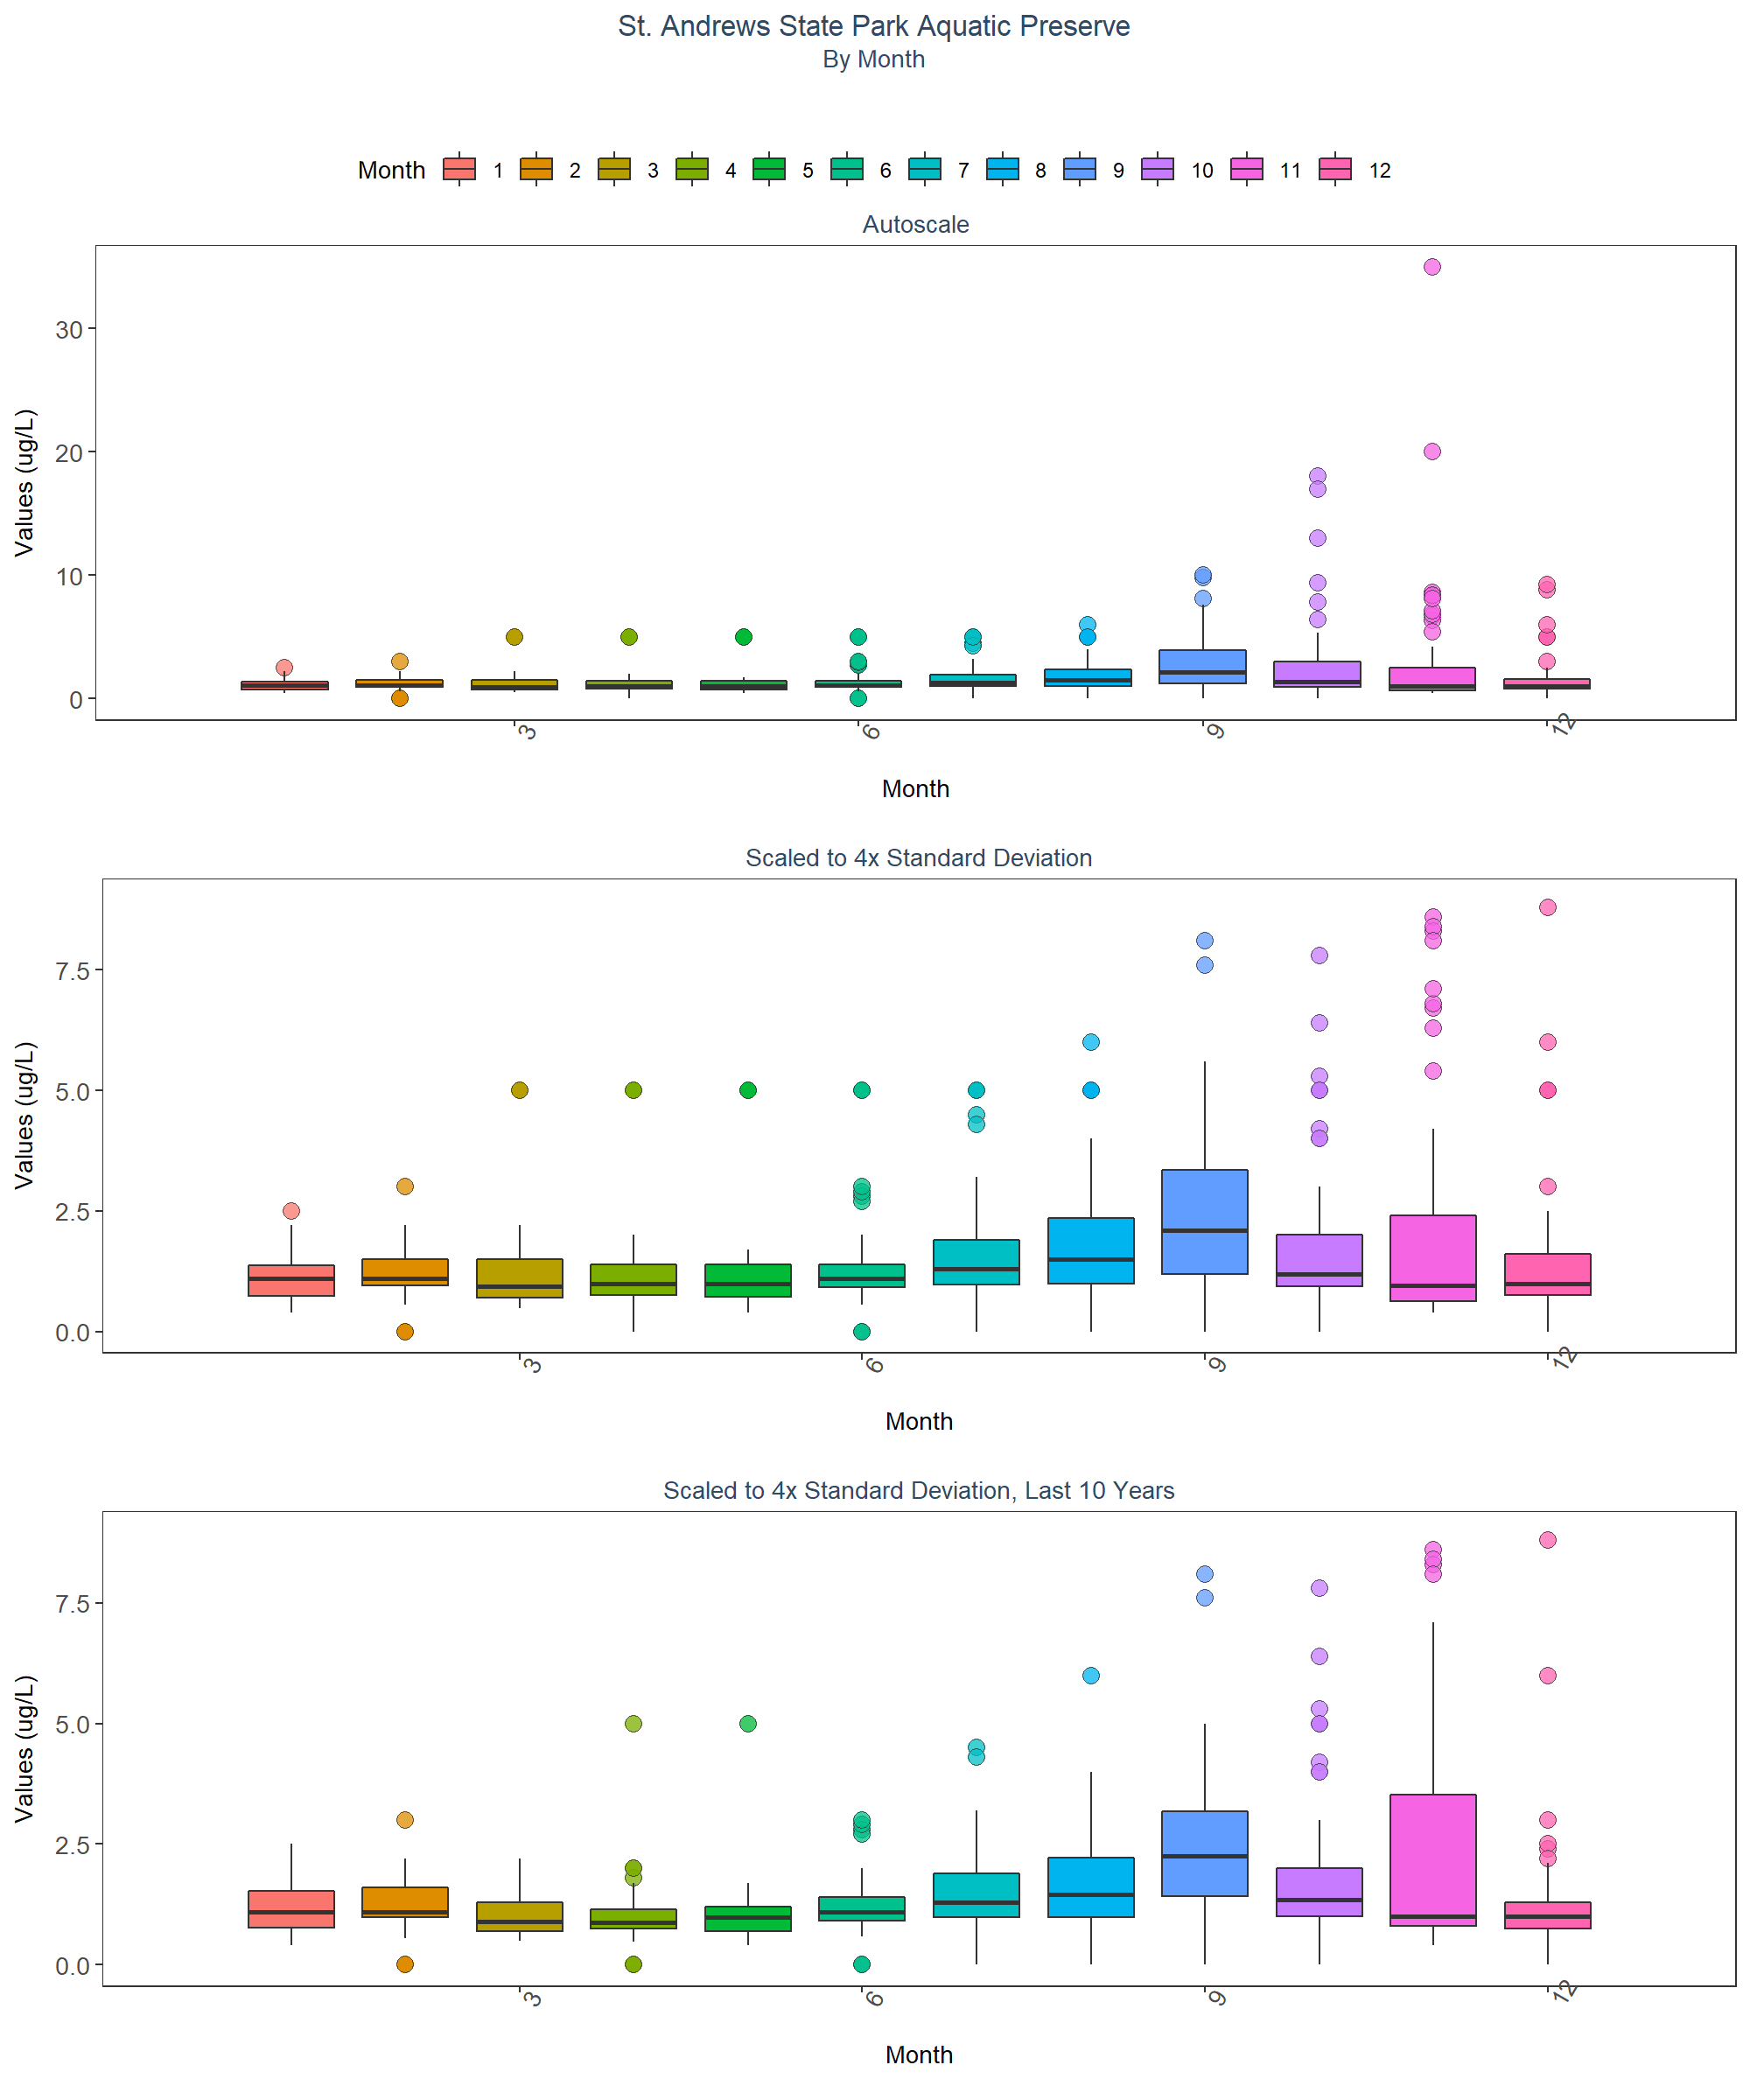 St. Andrews State Park Aquatic Preserve
By Month
Month 1 2 3 4 5 6 7 8 9 10 11 12
Autoscale
Values (ug/L)
30
20
10
0
3 6 9 12
Month
Scaled to 4x Standard Deviation
Values (ug/L)
7.5
5.0
2.5
0.0
3 6 9 12
Month
Scaled to 4x Standard Deviation, Last 10 Years
Values (ug/L)
7.5
5.0
2.5
0.0
3 6 9 12
Month